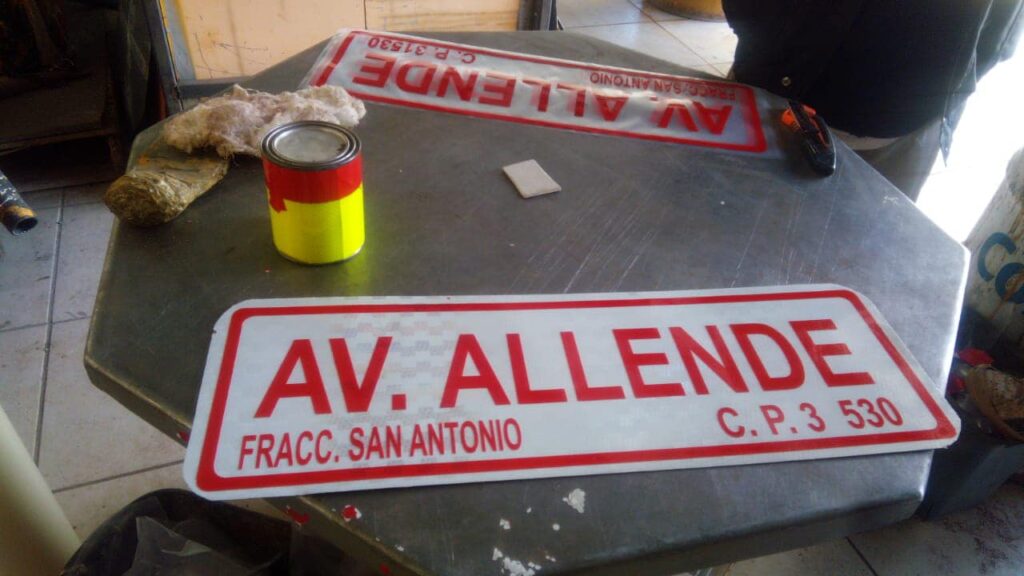 AV. ALLENDE
FRACC. SAN ANTONIO
C. P. 3 530
AV. ALLENDE
FRACC. SAN ANTONIO
C. P. 31530